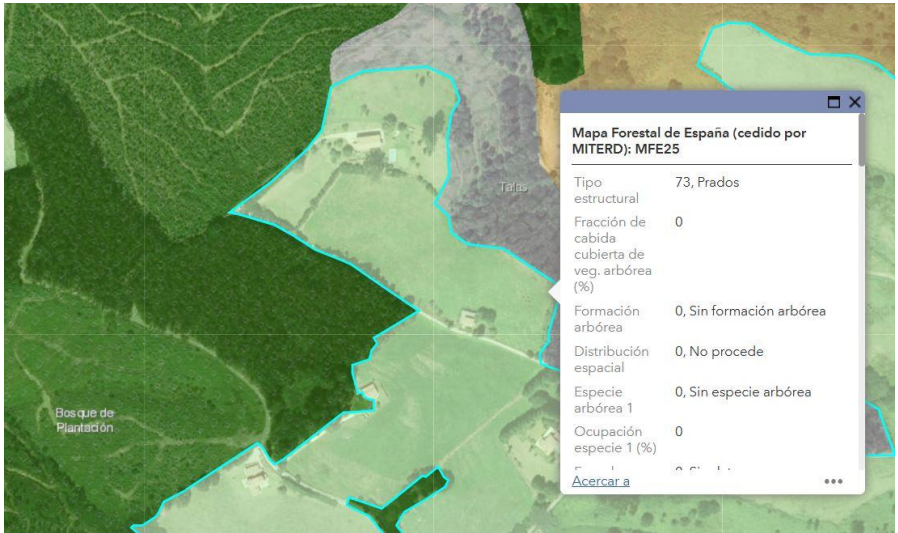 Talas
Bosque de
Plantación
Mapa Forestal de España (cedido por
MITERD): MFE25
Tipo
estructural
73, Prados
Fracción de
cabida
cubierta de
veg. arbórea
(%)
0
Formación
arbórea
0, Sin formación arbórea
Distribución
espacial
0, No procede
Especie
arbórea 1
0, Sin especie arbórea
Ocupación
especie 1 (%)
0
Acercar a